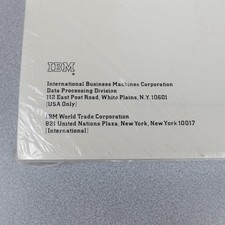 IBM
International Business Machines Corporation
Data Processing Division
112 East Post Road, White Plains, N.Y. 10601
[USA Only]
IBM World Trade Corporation
821 United Nations Plaza, New York, New York 10017
[International]